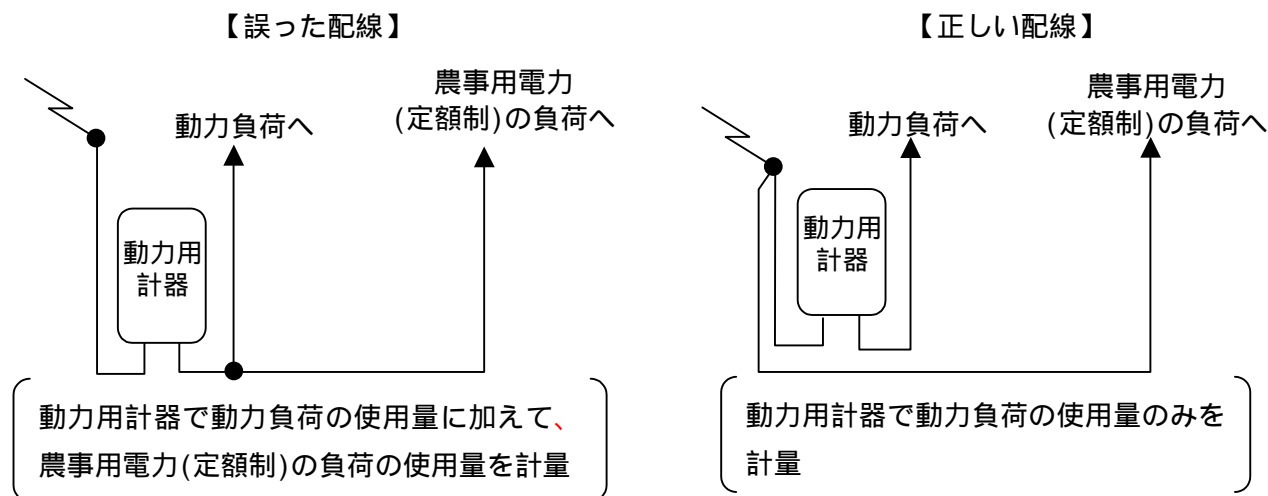 【誤った配線】
農事用電力
(定額制)の負荷へ
動力負荷へ
動力用
計器
動力用計器で動力負荷の使用量に加えて、
農事用電力(定額制)の負荷の使用量を計量
【正しい配線】
農事用電力
(定額制)の負荷へ
動力負荷へ
動力用
計器
動力用計器で動力負荷の使用量のみを
計量